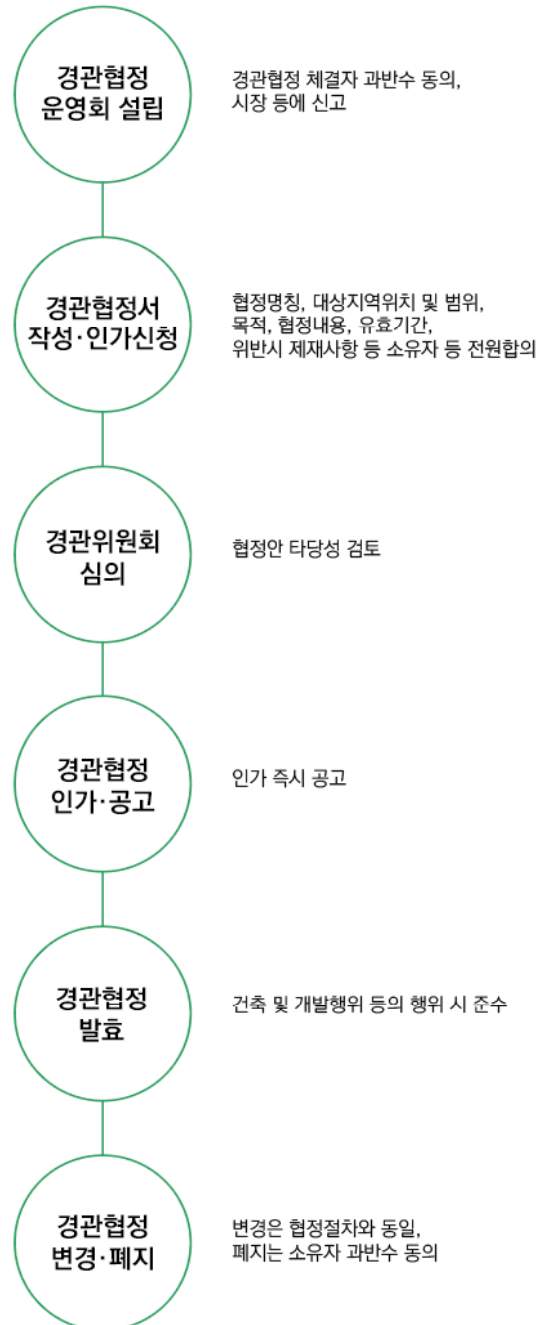 경관협정
운영회 설립
경관협정 체결자 과반수 동의,
시장 등에 신고
경관협정서
작성·인가신청
협정명칭, 대상지역위치 및 범위,
목적, 협정내용, 유효기간,
위반시 제재사항 등 소유자 등 전원합의
경관위원회
심의
협정안 타당성 검토
경관협정
인가·공고
인가 즉시 공고
경관협정
발효
건축 및 개발행위 등의 행위 시 준수
경관협정
변경·폐지
변경은 협정절차와 동일,
폐지는 소유자 과반수 동의